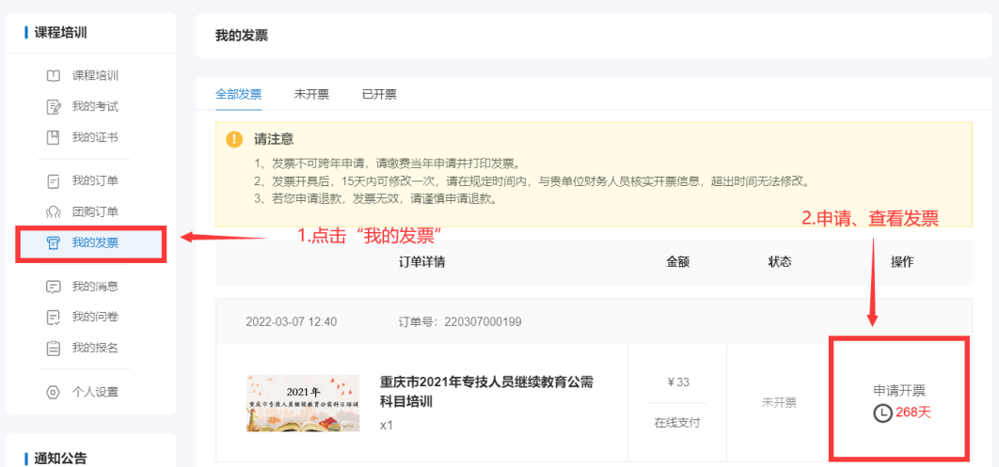 课程培训
课程培训
我的考试
我的证书
我的订单
团购订单
我的发票
我的消息
我的问卷
我的报名
个人设置
通知公告
我的发票
全部发票 未开票 已开票
请注意
1、发票不可跨年申请，请缴费当年申请并打印发票。
2、发票开具后，15天内可修改一次，请在规定时间内，与贵单位财务人员核实开票信息，超出时间无法修改。
3、若您申请退款，发票无效，请谨慎申请退款。
1.点击“我的发票”
2.申请、查看发票
订单详情 金额 状态 操作
2022-03-07 12:40 订单号：220307000199
2021年
重庆市专技人员继续教育公需科目培训
重庆市2021年专技人员继续教育公需
科目培训
x1
¥33
在线支付
未开票
申请开票
268天